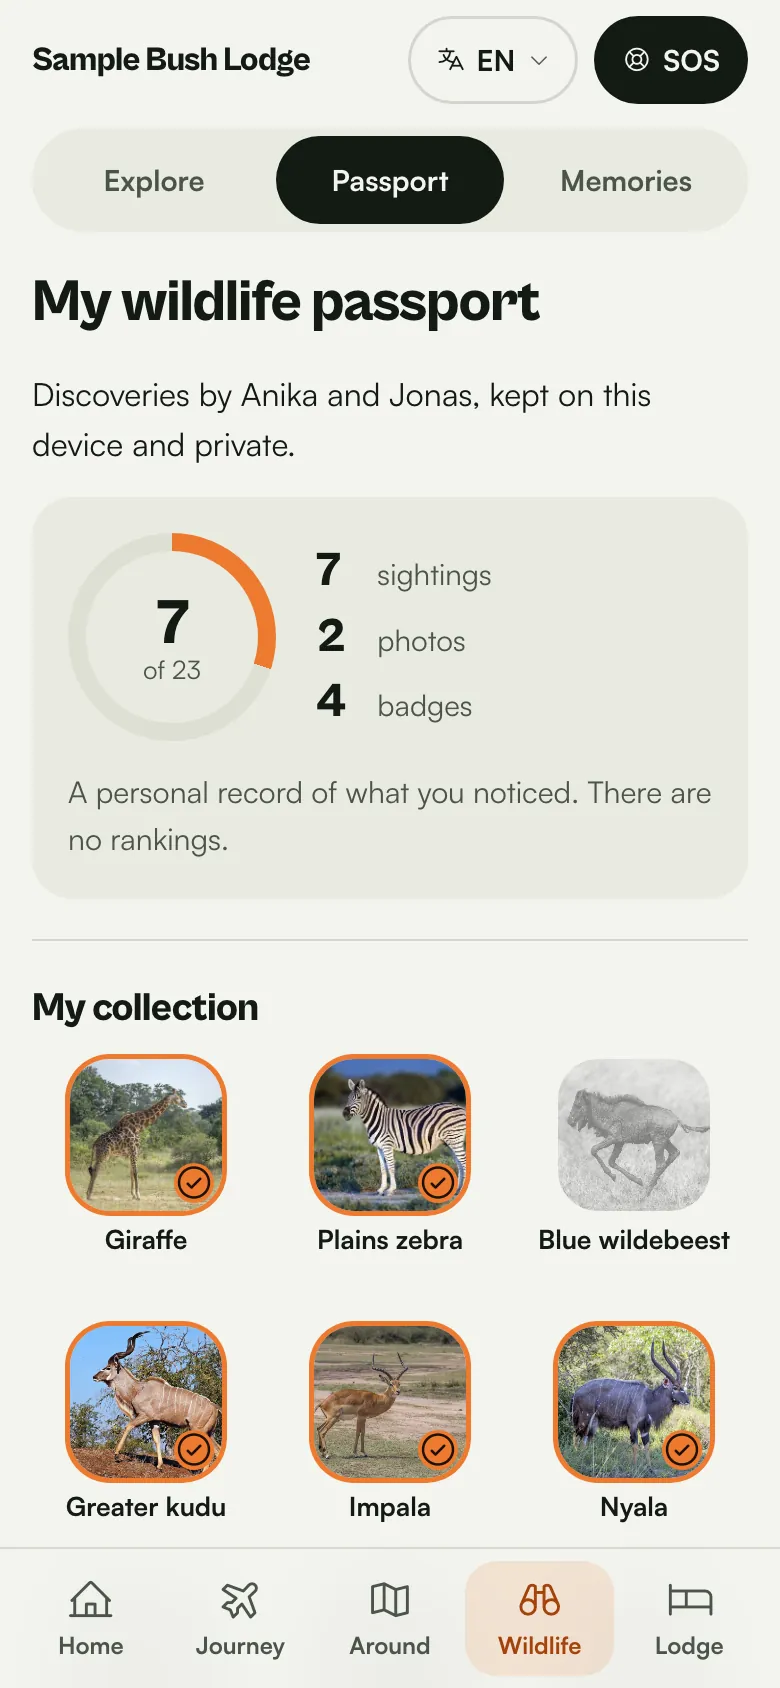 Sample Bush Lodge
EN
SOS
Explore
Passport
Memories
My wildlife passport
Discoveries by Anika and Jonas, kept on this
device and private.
7
of 23
7 sightings
2 photos
4 badges
A personal record of what you noticed. There are
no rankings.
My collection
Giraffe
Plains zebra
Blue wildebeest
Greater kudu
Impala
Nyala
Home
Journey
Around
Wildlife
Lodge